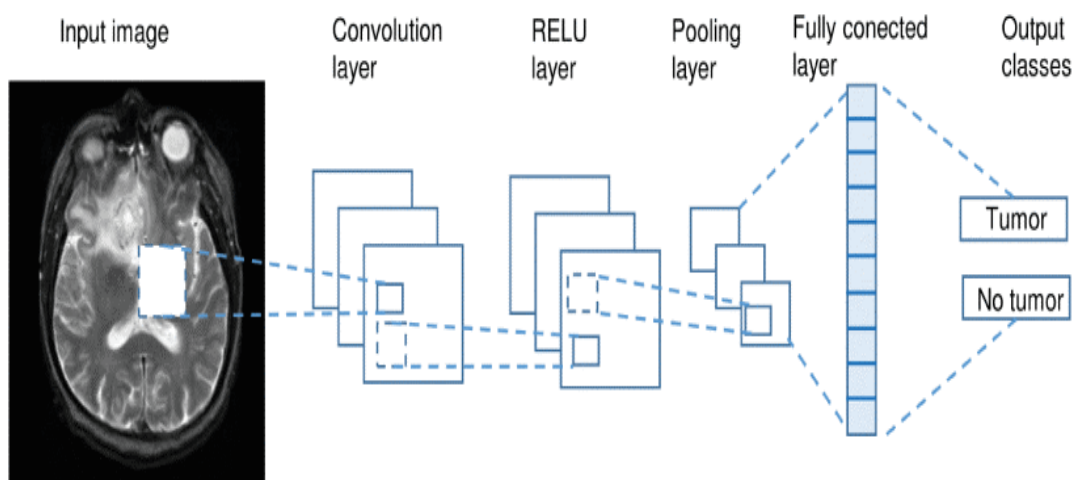 Input image
Convolution
layer
RELU
layer
Pooling
layer
Fully conected
layer
Output
classes
Tumor
No tumor